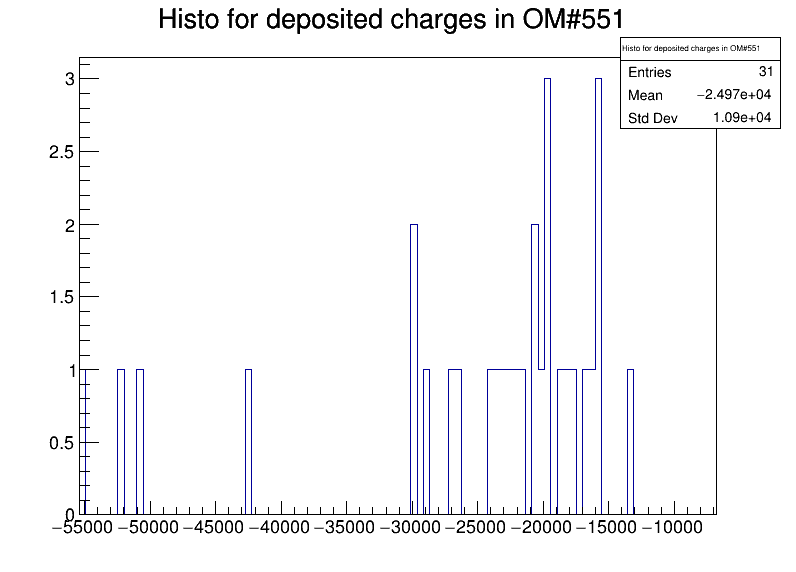 Histo for deposited charges in OM#551
Histo for deposited charges in OM#551
Entries 31
Mean −2.497e+04
Std Dev 1.09e+04
3
2.5
2
1.5
1
0.5
0
−55000 −50000 −45000 −40000 −35000 −30000 −25000 −20000 −15000 −10000